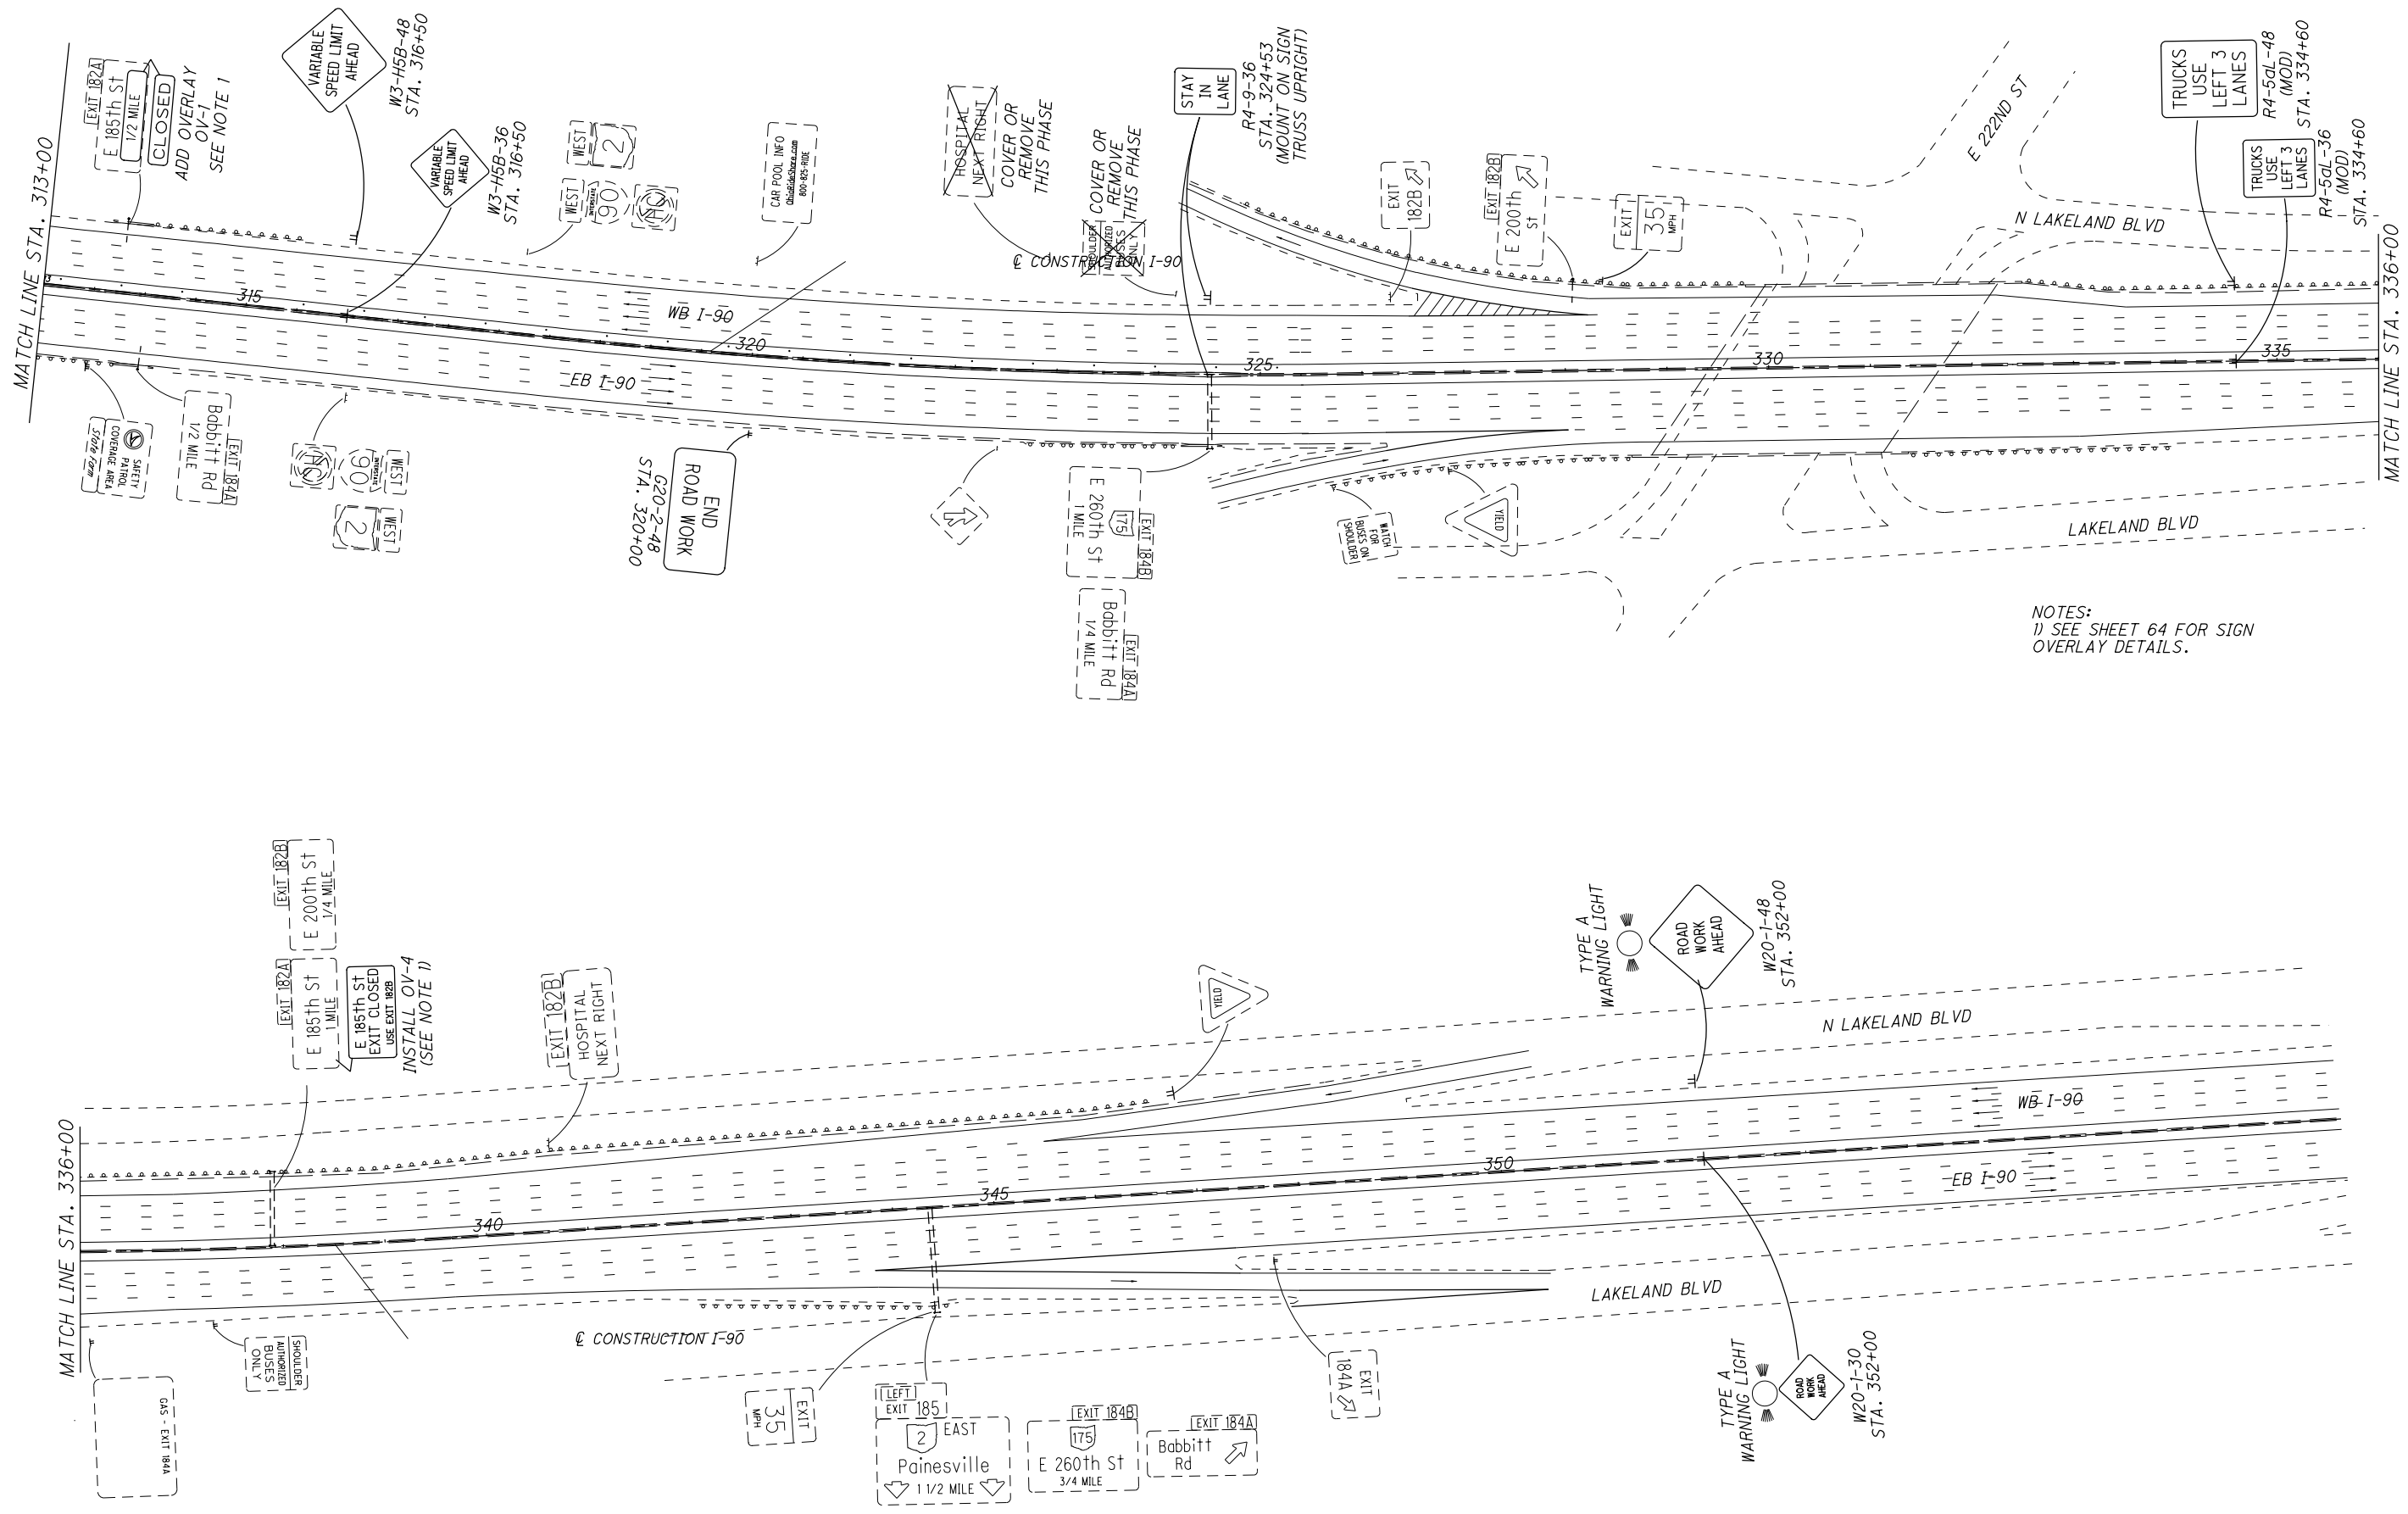 MATCH LINE STA. 313+00
EXIT 182A
E 185th St
1/2 MILE
CLOSED
ADD OVERLAY
OV-1
SEE NOTE 1
VARIABLE
SPEED LIMIT
AHEAD
W3-H5B-48
STA. 316+50
VARIABLE
SPEED LIMIT
AHEAD
W3-H5B-36
STA. 316+50
WEST
2
WEST
INTERSTATE
90
CAR POOL INFO
OhioRideShare.com
800-825-RIDE
HOSPITAL
NEXT RIGHT
COVER OR
REMOVE
THIS PHASE
SHOULDER
AUTHORIZED
BUSES
ONLY
COVER OR
REMOVE
THIS PHASE
STAY
IN
LANE
R4-9-36
STA. 324+53
(MOUNT ON SIGN
TRUSS UPRIGHT)
EXIT
182B
EXIT 182B
E 200th
St
EXIT
35
MPH
E 222ND ST
N LAKELAND BLVD
TRUCKS
USE
LEFT 3
LANES
R4-5aL-48
(MOD)
STA. 334+60
TRUCKS
USE
LEFT 3
LANES
R4-5aL-36
(MOD)
STA. 334+60
MATCH LINE STA. 336+00
℄ CONSTRUCTION I-90
315
WB I-90
320
325
330
335
EB I-90
SAFETY
PATROL
COVERAGE AREA
State Farm
EXIT 184A
Babbitt Rd
1/2 MILE
WEST
INTERSTATE
90
WEST
2
END
ROAD WORK
G20-2-48
STA. 320+00
EXIT 184B
175
E 260th St
1 MILE
EXIT 184A
Babbitt Rd
1/4 MILE
WATCH
FOR
BUSES ON
SHOULDER
YIELD
LAKELAND BLVD
NOTES:
1) SEE SHEET 64 FOR SIGN
OVERLAY DETAILS.
MATCH LINE STA. 336+00
EXIT 182B
E 200th St
1/4 MILE
EXIT 182A
E 185th St
1 MILE
E 185th St
EXIT CLOSED
USE EXIT 182B
INSTALL OV-4
(SEE NOTE 1)
EXIT 182B
HOSPITAL
NEXT RIGHT
YIELD
TYPE A
WARNING LIGHT
ROAD
WORK
AHEAD
W20-1-48
STA. 352+00
N LAKELAND BLVD
WB I-90
340
345
350
EB I-90
LAKELAND BLVD
℄ CONSTRUCTION I-90
GAS - EXIT 184A
SHOULDER
AUTHORIZED
BUSES
ONLY
EXIT
35
MPH
LEFT
EXIT 185
2 EAST
Painesville
1 1/2 MILE
EXIT 184B
175
E 260th St
3/4 MILE
EXIT 184A
Babbitt
Rd
EXIT
184A
TYPE A
WARNING LIGHT
ROAD
WORK
AHEAD
W20-1-30
STA. 352+00